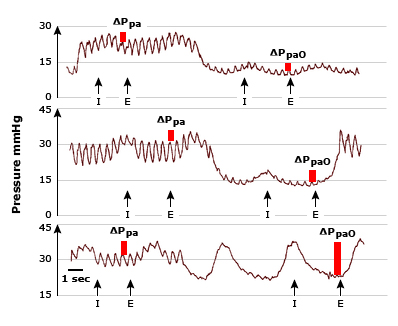 ΔPpa
30
ΔPpaO
15
0
I E I E
45
ΔPpa
30
ΔPpaO
15
0
I E I E
Pressure mmHg
45
ΔPpa
ΔPpaO
30
1 sec
15
I E I E